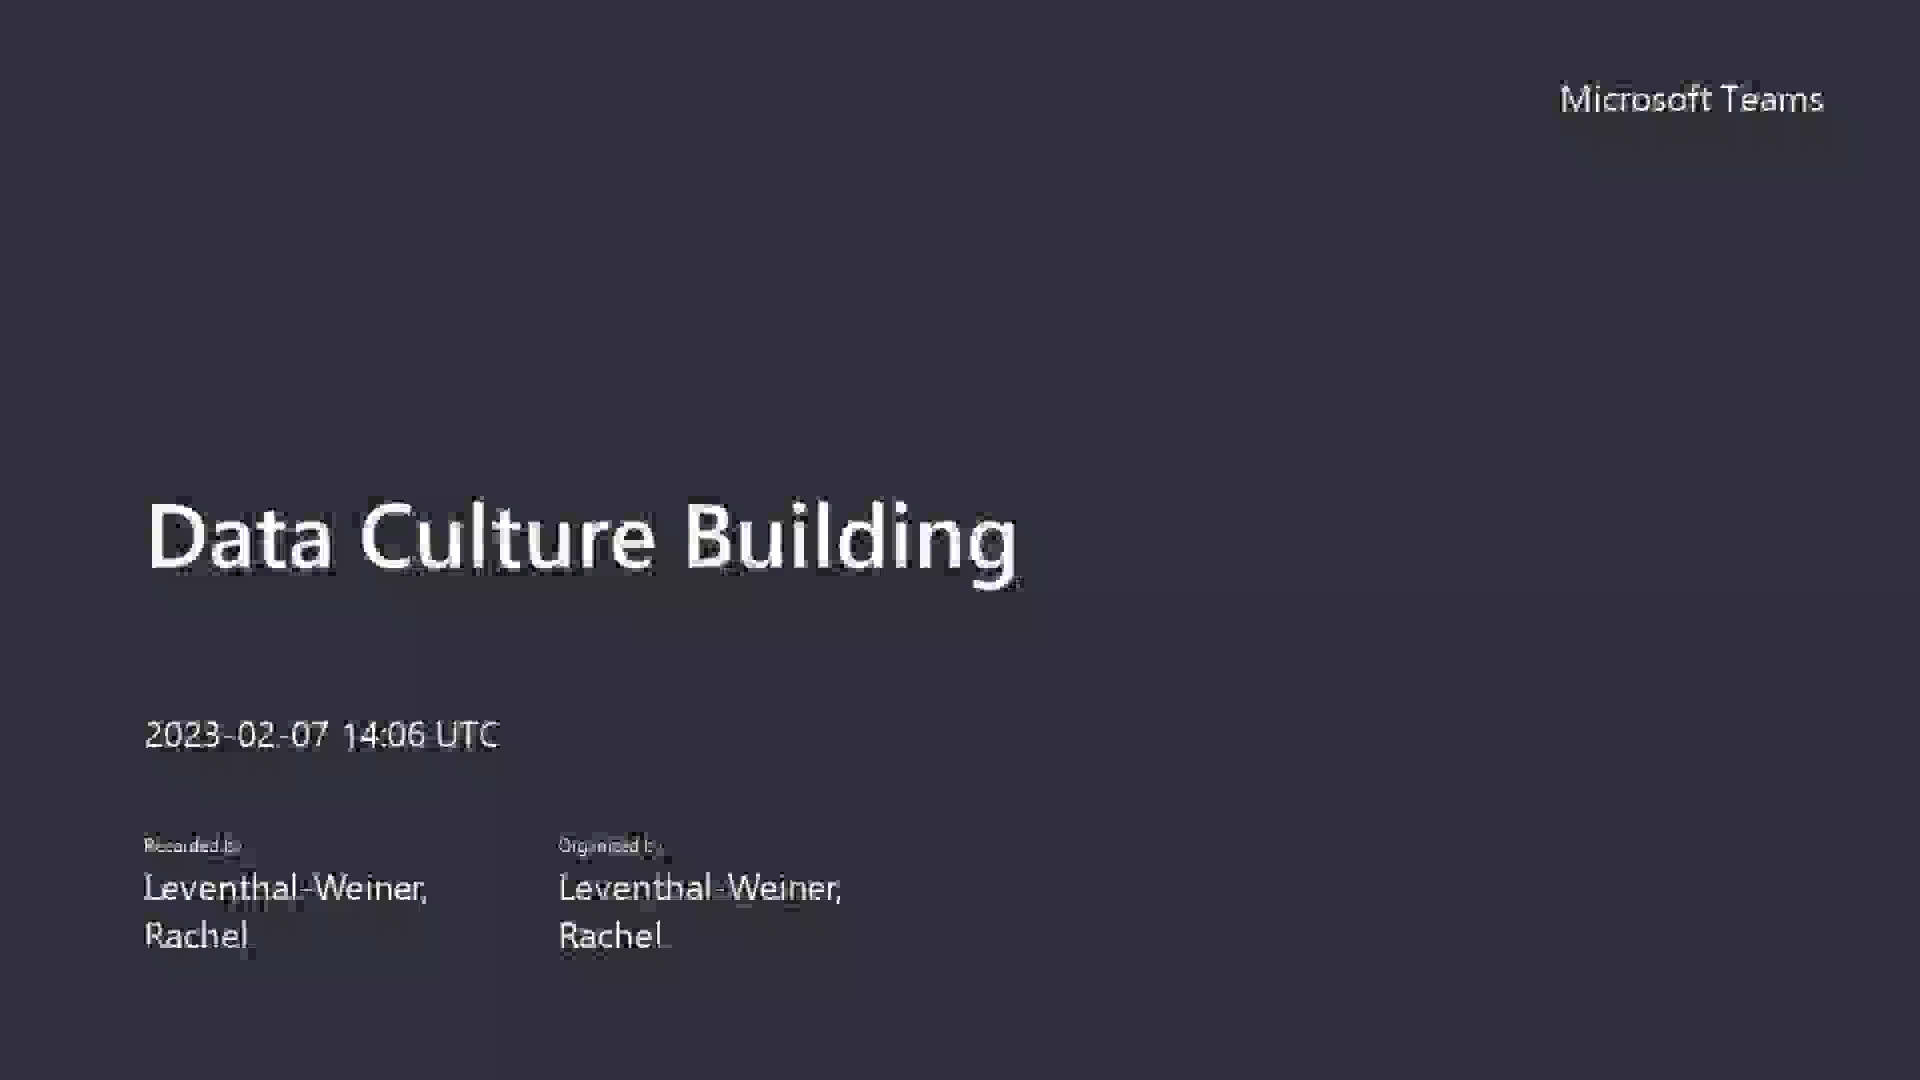 Microsoft Teams
Data Culture Building
2023-02-07 14:06 UTC
Recorded by
Organized by
Leventhal-Weiner,
Leventhal-Weiner,
Rachel
Rachel